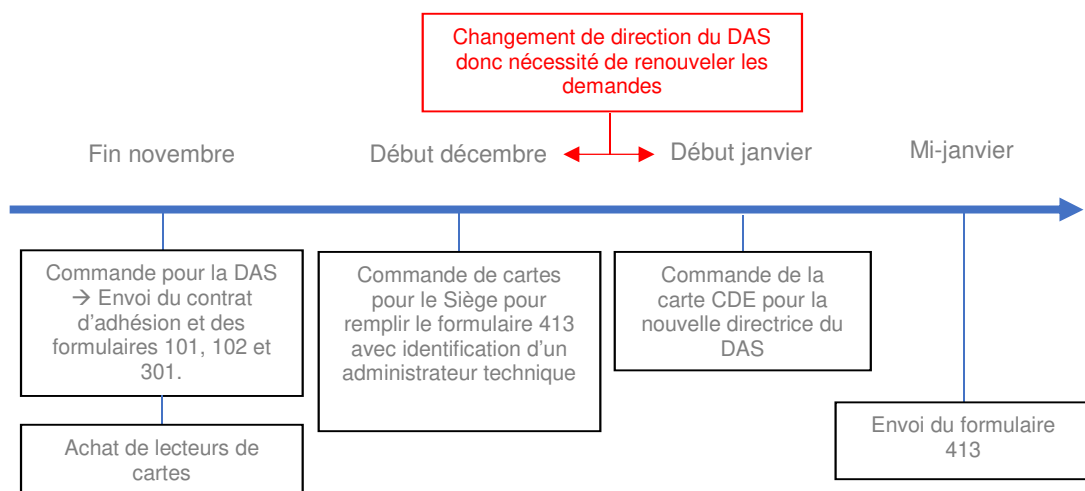 Changement de direction du DAS
donc nécessité de renouveler les
demandes
Fin novembre
Début décembre
Début janvier
Mi-janvier
Commande pour la DAS
→ Envoi du contrat
d'adhésion et des
formulaires 101, 102 et
301.
Achat de lecteurs de
cartes
Commande de cartes
pour le Siège pour
remplir le formulaire 413
avec identification d'un
administrateur technique
Commande de la
carte CDE pour la
nouvelle directrice du
DAS
Envoi du formulaire
413